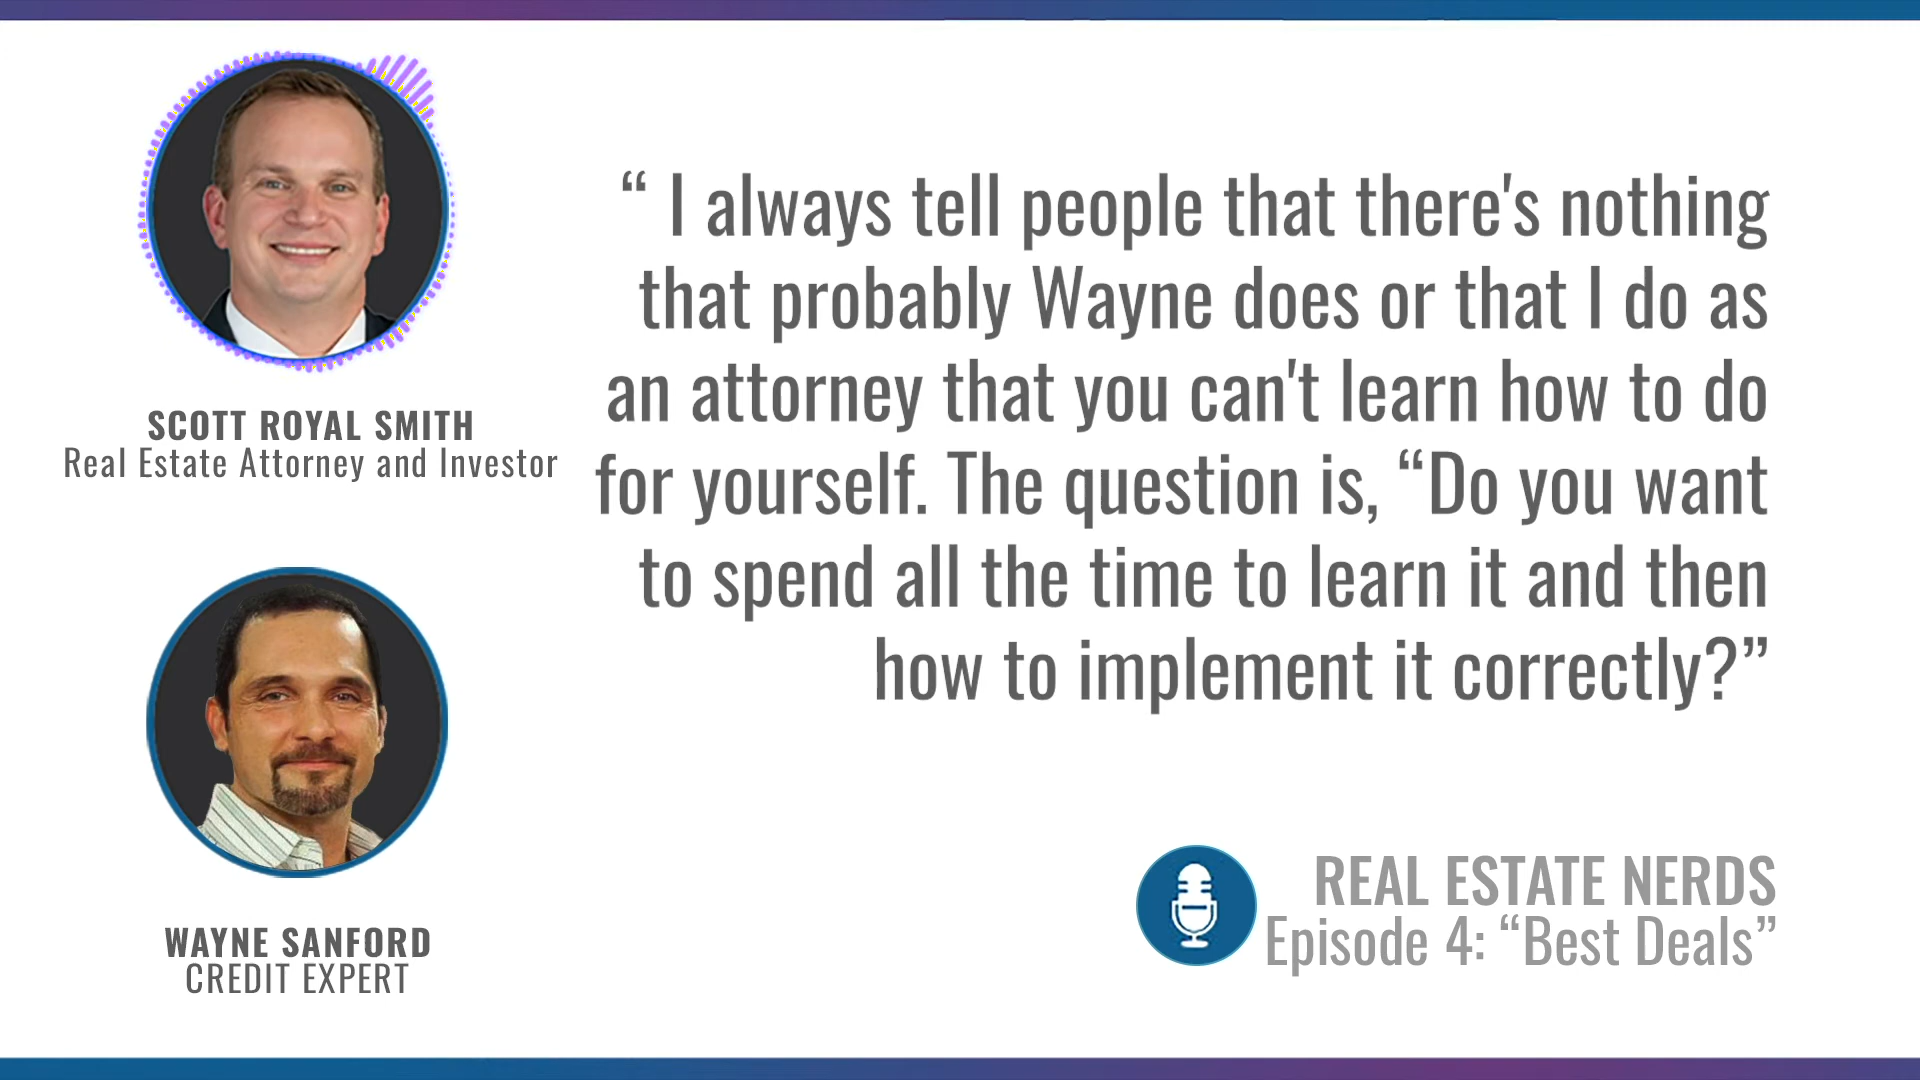 SCOTT ROYAL SMITH
Real Estate Attorney and Investor
“ I always tell people that there's nothing
that probably Wayne does or that I do as
an attorney that you can't learn how to do
for yourself. The question is, “Do you want
to spend all the time to learn it and then
how to implement it correctly?”
WAYNE SANFORD
CREDIT EXPERT
REAL ESTATE NERDS
Episode 4: “Best Deals”